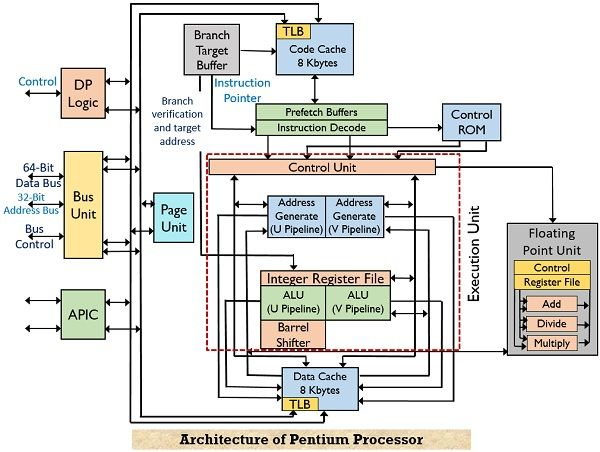 TLB
Code Cache
8 Kbytes
Branch
Target
Buffer
Control
DP
Logic
Instruction
Pointer
Branch
verification
and target
address
Prefetch Buffers
Instruction Decode
Control
ROM
Control Unit
64-Bit
Data Bus
32-Bit
Address Bus
Bus
Control
Bus
Unit
Page
Unit
Address
Generate
(U Pipeline)
Address
Generate
(V Pipeline)
Execution Unit
Floating
Point Unit
Control
Register File
Add
Divide
Multiply
Integer Register File
ALU
(U Pipeline)
ALU
(V Pipeline)
Barrel
Shifter
APIC
Data Cache
8 Kbytes
TLB
Architecture of Pentium Processor